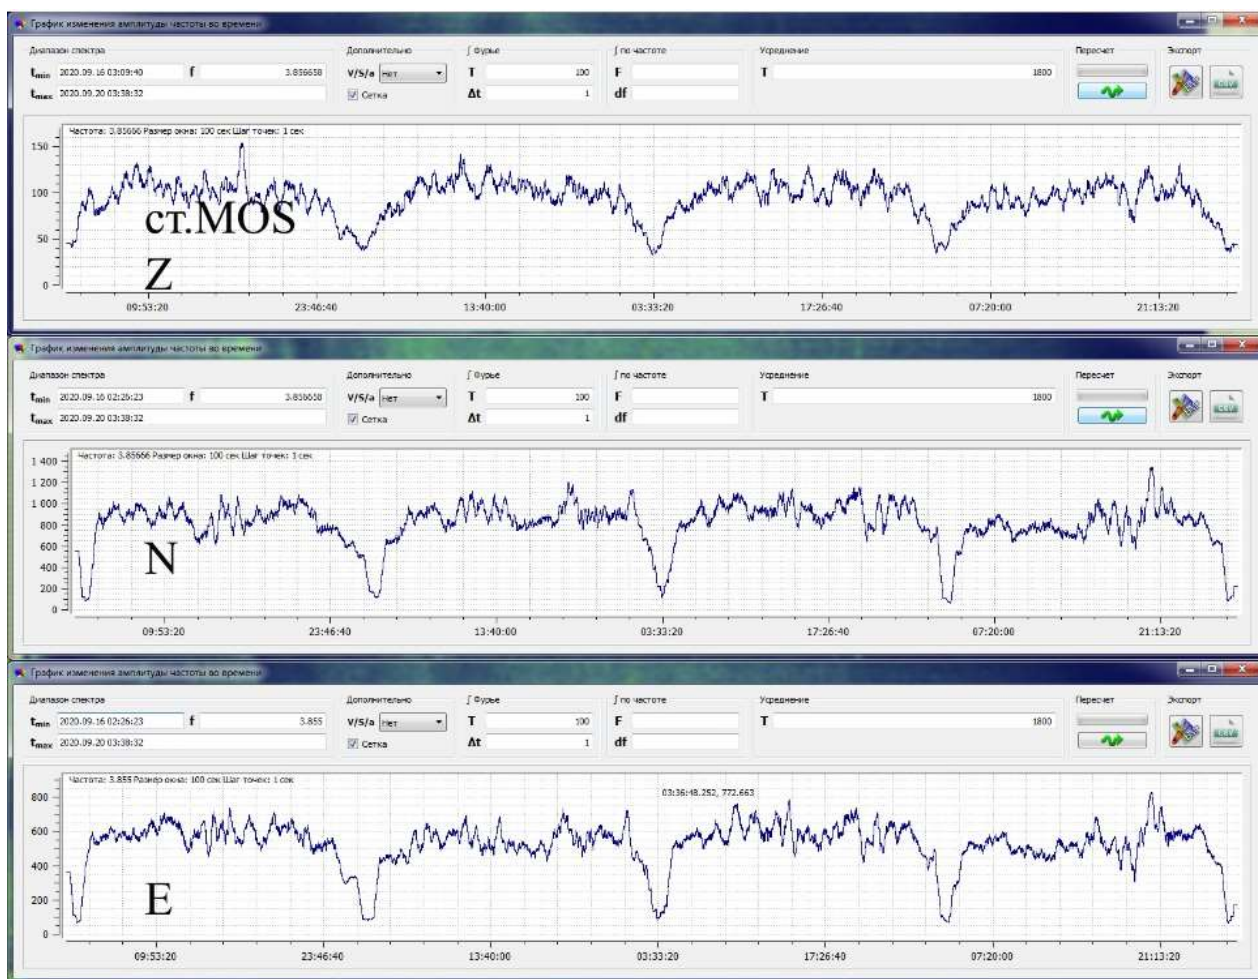 График изменения амплитуды частоты во времени
Диапазон спектра Дополнительно ∫ Фурье ∫ по частоте Усреднение Пересчет Экспорт
tmin 2020.09.16 03:09:40 f 3.856658 V/S/a Нет T 100 F T 1800
tmax 2020.09.20 03:38:32 Сетка Δt 1 df
Частота: 3.85666 Размер окна: 100 сек Шаг точек: 1 сек
150
100
50
0
ст.MOS
Z
09:53:20 23:46:40 13:40:00 03:33:20 17:26:40 07:20:00 21:13:20
График изменения амплитуды частоты во времени
Диапазон спектра Дополнительно ∫ Фурье ∫ по частоте Усреднение Пересчет Экспорт
tmin 2020.09.16 02:26:23 f 3.856658 V/S/a Нет T 100 F T 1800
tmax 2020.09.20 03:38:32 Сетка Δt 1 df
CSV
Частота: 3.85666 Размер окна: 100 сек Шаг точек: 1 сек
1 400
1 200
1 000
800
600
400
200
0
N
09:53:20 23:46:40 13:40:00 03:33:20 17:26:40 07:20:00 21:13:20
График изменения амплитуды частоты во времени
Диапазон спектра Дополнительно ∫ Фурье ∫ по частоте Усреднение Пересчет Экспорт
tmin 2020.09.16 02:26:23 f 3.855 V/S/a Нет T 100 F T 1800
tmax 2020.09.20 03:38:32 Сетка Δt 1 df
Частота: 3.855 Размер окна: 100 сек Шаг точек: 1 сек
03:36:48.252, 772.663
800
600
400
200
0
E
09:53:20 23:46:40 13:40:00 03:33:20 17:26:40 07:20:00 21:13:20